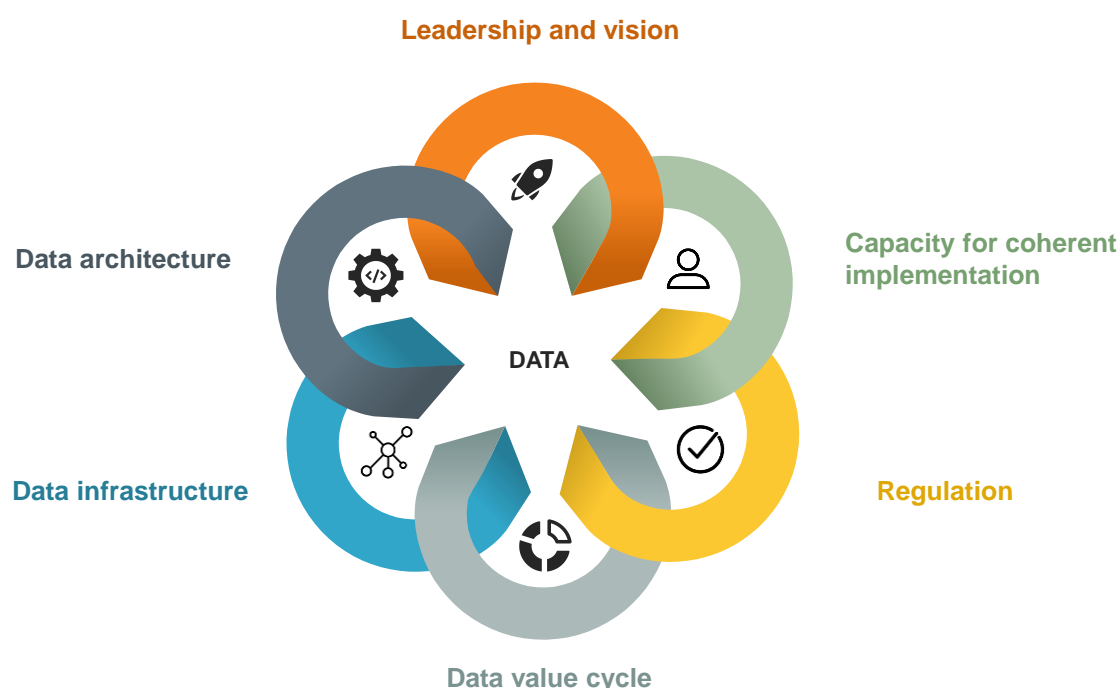 Leadership and vision
Capacity for coherent
implementation
Data architecture
</>
DATA
Data infrastructure
Regulation
Data value cycle